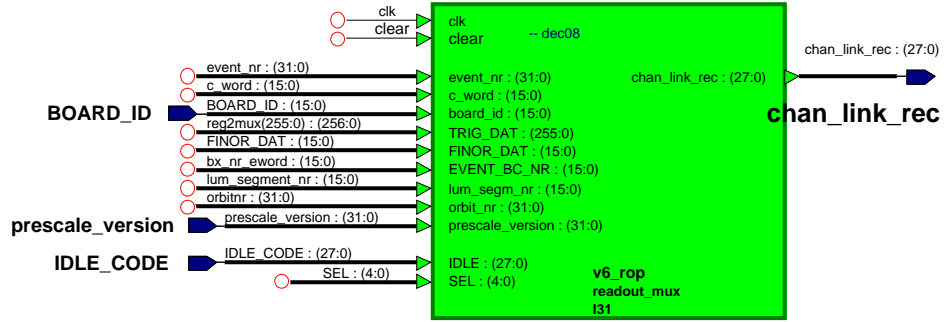 clk
clear
event_nr : (31:0)
c_word : (15:0)
BOARD_ID
BOARD_ID : (15:0)
reg2mux(255:0) : (256:0)
FINOR_DAT : (15:0)
bx_nr_eword : (15:0)
lum_segment_nr : (15:0)
orbitnr : (31:0)
prescale_version
prescale_version : (31:0)
IDLE_CODE
IDLE_CODE : (27:0)
SEL : (4:0)
clk
clear
-- dec08
event_nr : (31:0)
c_word : (15:0)
board_id : (15:0)
TRIG_DAT : (255:0)
FINOR_DAT : (15:0)
EVENT_BC_NR : (15:0)
lum_segm_nr : (15:0)
orbit_nr : (31:0)
prescale_version : (31:0)
IDLE : (27:0)
SEL : (4:0)
v6_rop
readout_mux
I31
chan_link_rec : (27:0)
chan_link_rec : (27:0)
chan_link_rec